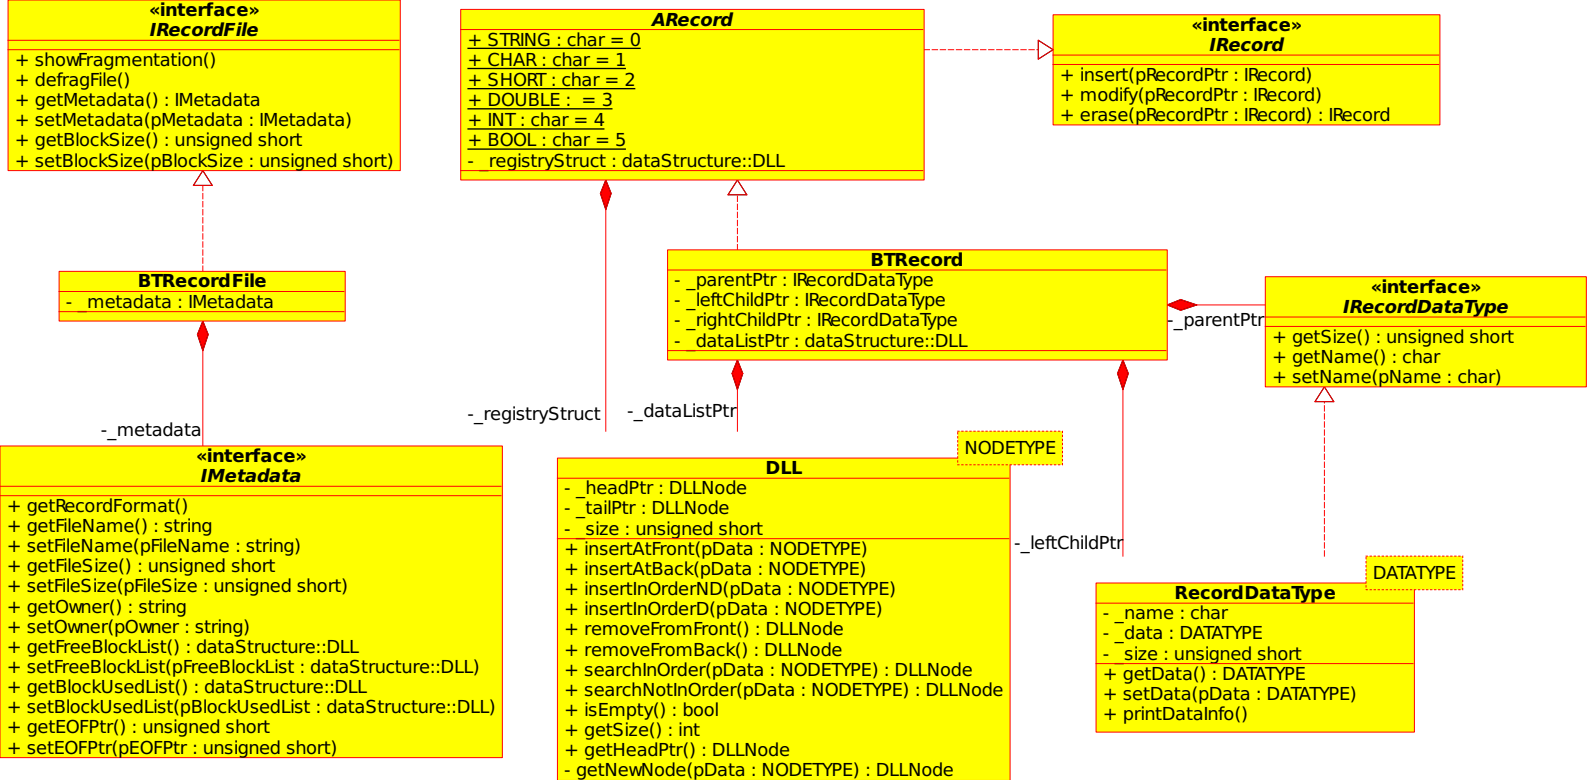 «interface»
IRecordFile
+ showFragmentation()
+ defragFile()
+ getMetadata() : IMetadata
+ setMetadata(pMetadata : IMetadata)
+ getBlockSize() : unsigned short
+ setBlockSize(pBlockSize : unsigned short)
ARecord
+ STRING : char = 0
+ CHAR : char = 1
+ SHORT : char = 2
+ DOUBLE : = 3
+ INT : char = 4
+ BOOL : char = 5
- _registryStruct : dataStructure::DLL
«interface»
IRecord
+ insert(pRecordPtr : IRecord)
+ modify(pRecordPtr : IRecord)
+ erase(pRecordPtr : IRecord) : IRecord
BTRecordFile
- _metadata : IMetadata
BTRecord
- _parentPtr : IRecordDataType
- _leftChildPtr : IRecordDataType
- _rightChildPtr : IRecordDataType
- _dataListPtr : dataStructure::DLL
-_parentPtr
«interface»
IRecordDataType
+ getSize() : unsigned short
+ getName() : char
+ setName(pName : char)
-_metadata
-_registryStruct
-_dataListPtr
-_leftChildPtr
«interface»
IMetadata
+ getRecordFormat()
+ getFileName() : string
+ setFileName(pFileName : string)
+ getFileSize() : unsigned short
+ setFileSize(pFileSize : unsigned short)
+ getOwner() : string
+ setOwner(pOwner : string)
+ getFreeBlockList() : dataStructure::DLL
+ setFreeBlockList(pFreeBlockList : dataStructure::DLL)
+ getBlockUsedList() : dataStructure::DLL
+ setBlockUsedList(pBlockUsedList : dataStructure::DLL)
+ getEOFPtr() : unsigned short
+ setEOFPtr(pEOFPtr : unsigned short)
NODETYPE
DLL
- _headPtr : DLLNode
- _tailPtr : DLLNode
- _size : unsigned short
+ insertAtFront(pData : NODETYPE)
+ insertAtBack(pData : NODETYPE)
+ insertInOrderND(pData : NODETYPE)
+ insertInOrderD(pData : NODETYPE)
+ removeFromFront() : DLLNode
+ removeFromBack() : DLLNode
+ searchInOrder(pData : NODETYPE) : DLLNode
+ searchNotInOrder(pData : NODETYPE) : DLLNode
+ isEmpty() : bool
+ getSize() : int
+ getHeadPtr() : DLLNode
- getNewNode(pData : NODETYPE) : DLLNode
DATATYPE
RecordDataType
- _name : char
- _data : DATATYPE
- _size : unsigned short
+ getData() : DATATYPE
+ setData(pData : DATATYPE)
+ printDataInfo()